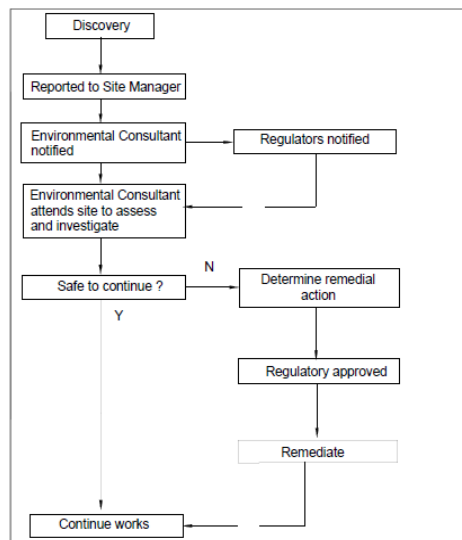 Discovery
Reported to Site Manager
Environmental Consultant
notified
Regulators notified
Environmental Consultant
attends site to assess
and investigate
Safe to continue ?
N
Determine remedial
action
Y
Regulatory approved
Remediate
Continue works